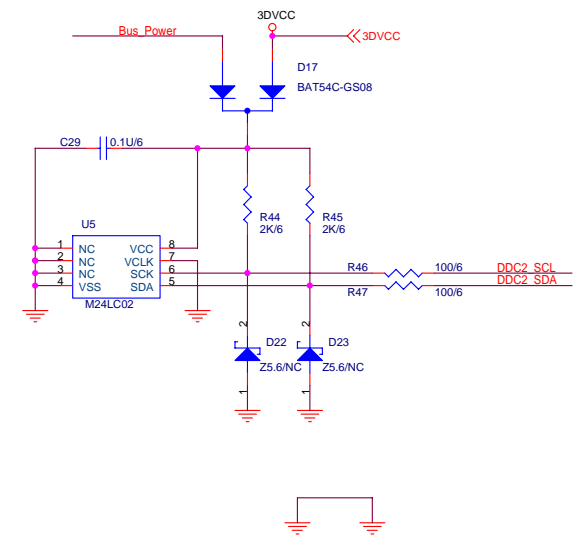 3DVCC
Bus_Power
3DVCC
D17
BAT54C-GS08
C29
0.1U/6
R44
2K/6
R45
2K/6
U5
1 NC VCC 8
2 NC VCLK 7
3 NC SCK 6
4 VSS SDA 5
M24LC02
R46 100/6 DDC2_SCL
R47 100/6 DDC2_SDA
2
D22
Z5.6/NC
1
2
D23
Z5.6/NC
1